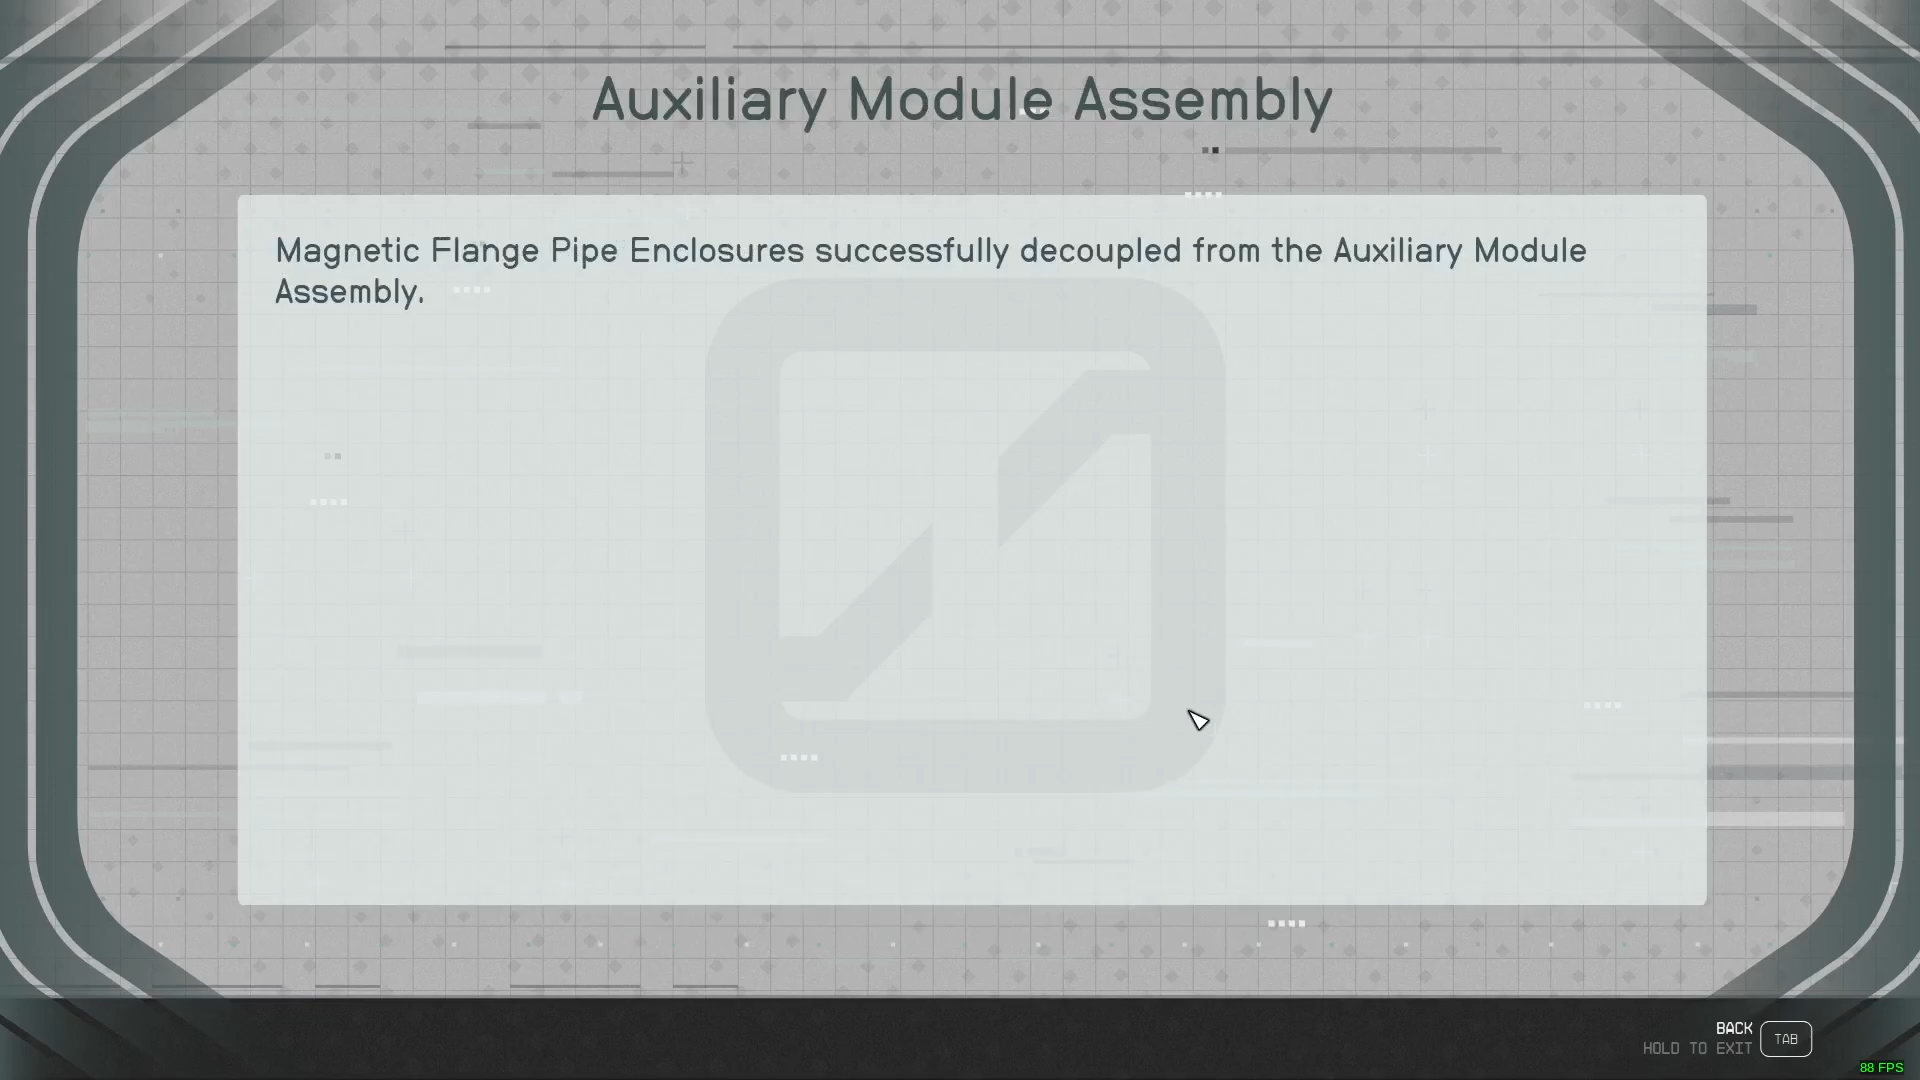 Auxiliary Module Assembly
Magnetic Flange Pipe Enclosures successfully decoupled from the Auxiliary Module
Assembly.
BACK
HOLD TO EXIT
TAB
88 FPS